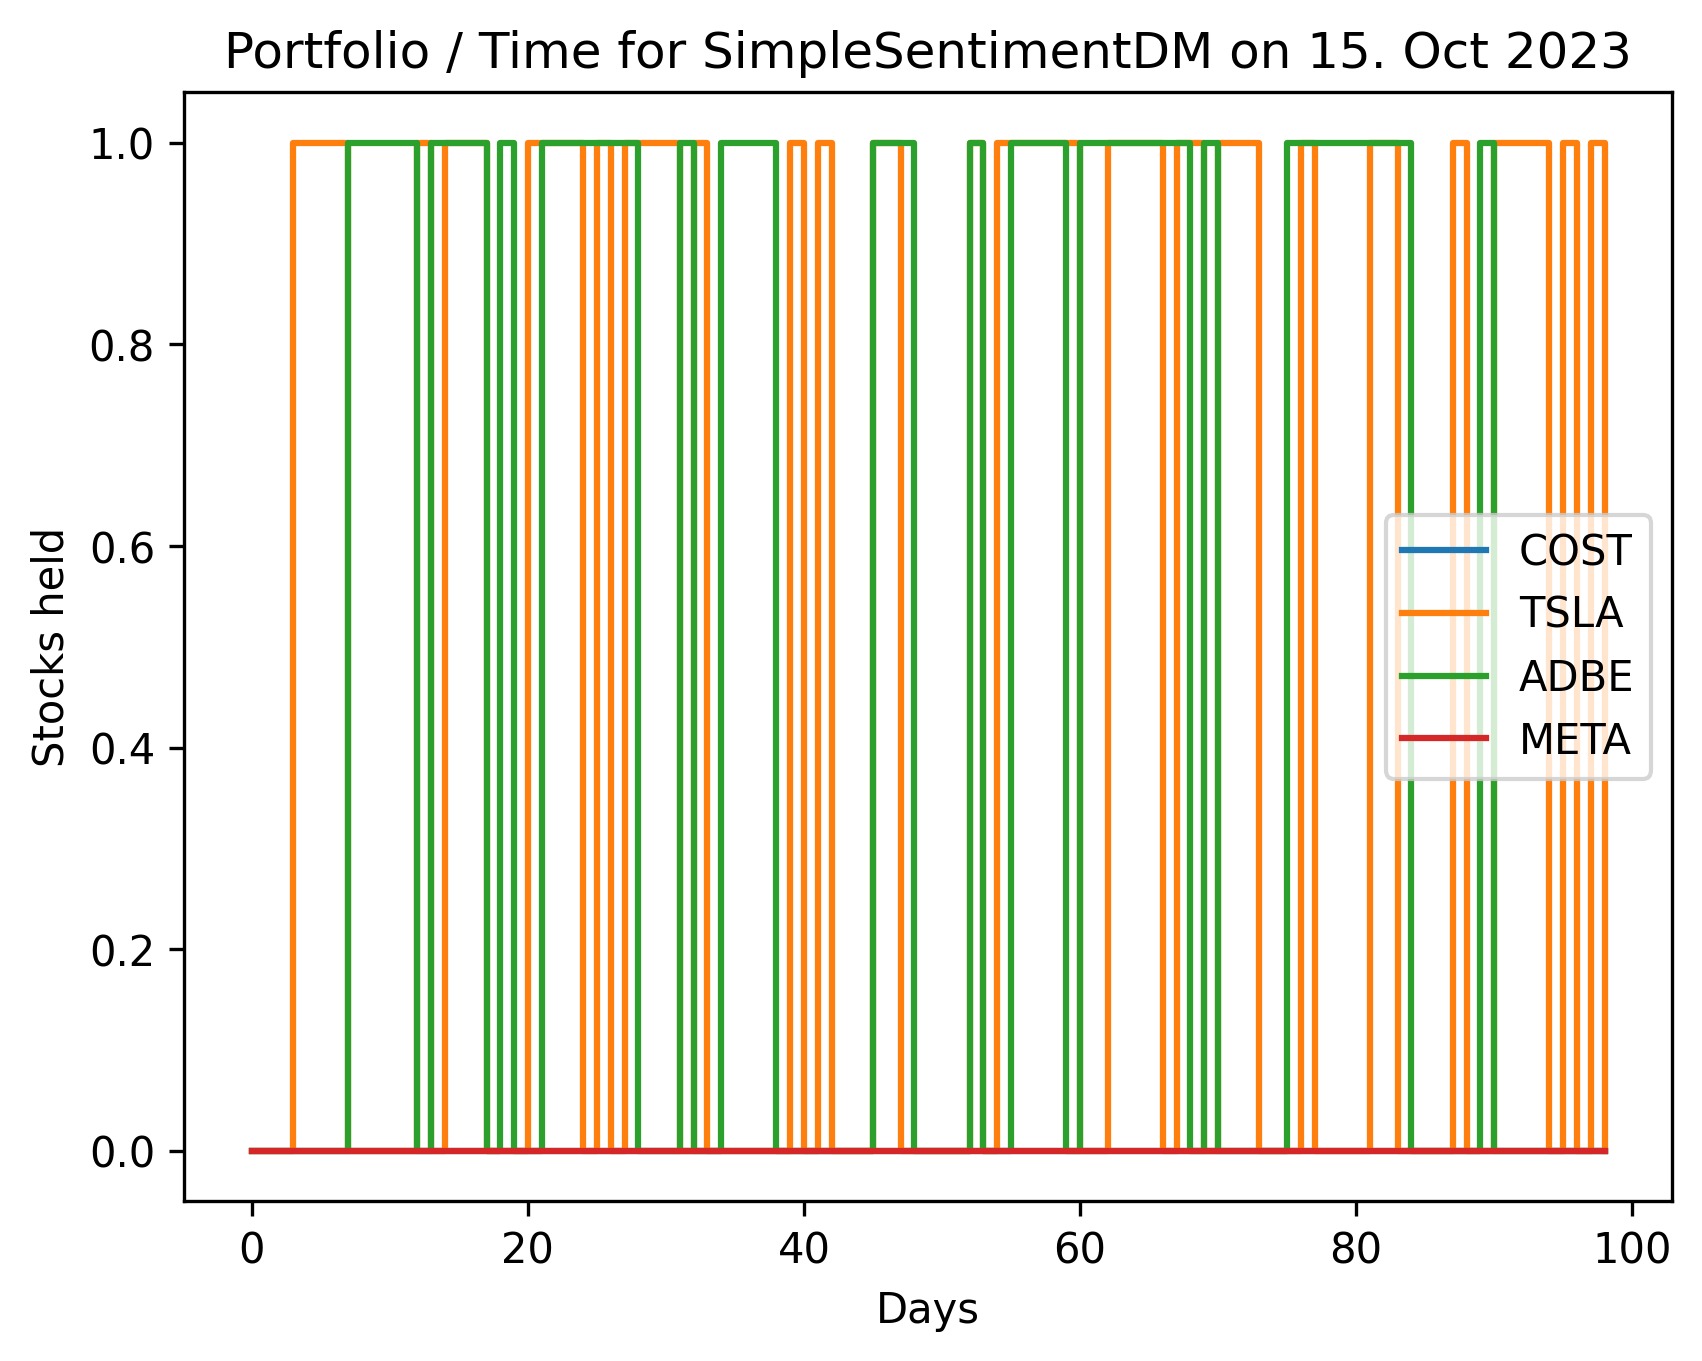 Portfolio / Time for SimpleSentimentDM on 15. Oct 2023
1.0
0.8
0.6
0.4
0.2
0.0
Stocks held
COST
TSLA
ADBE
META
0 20 40 60 80 100
Days